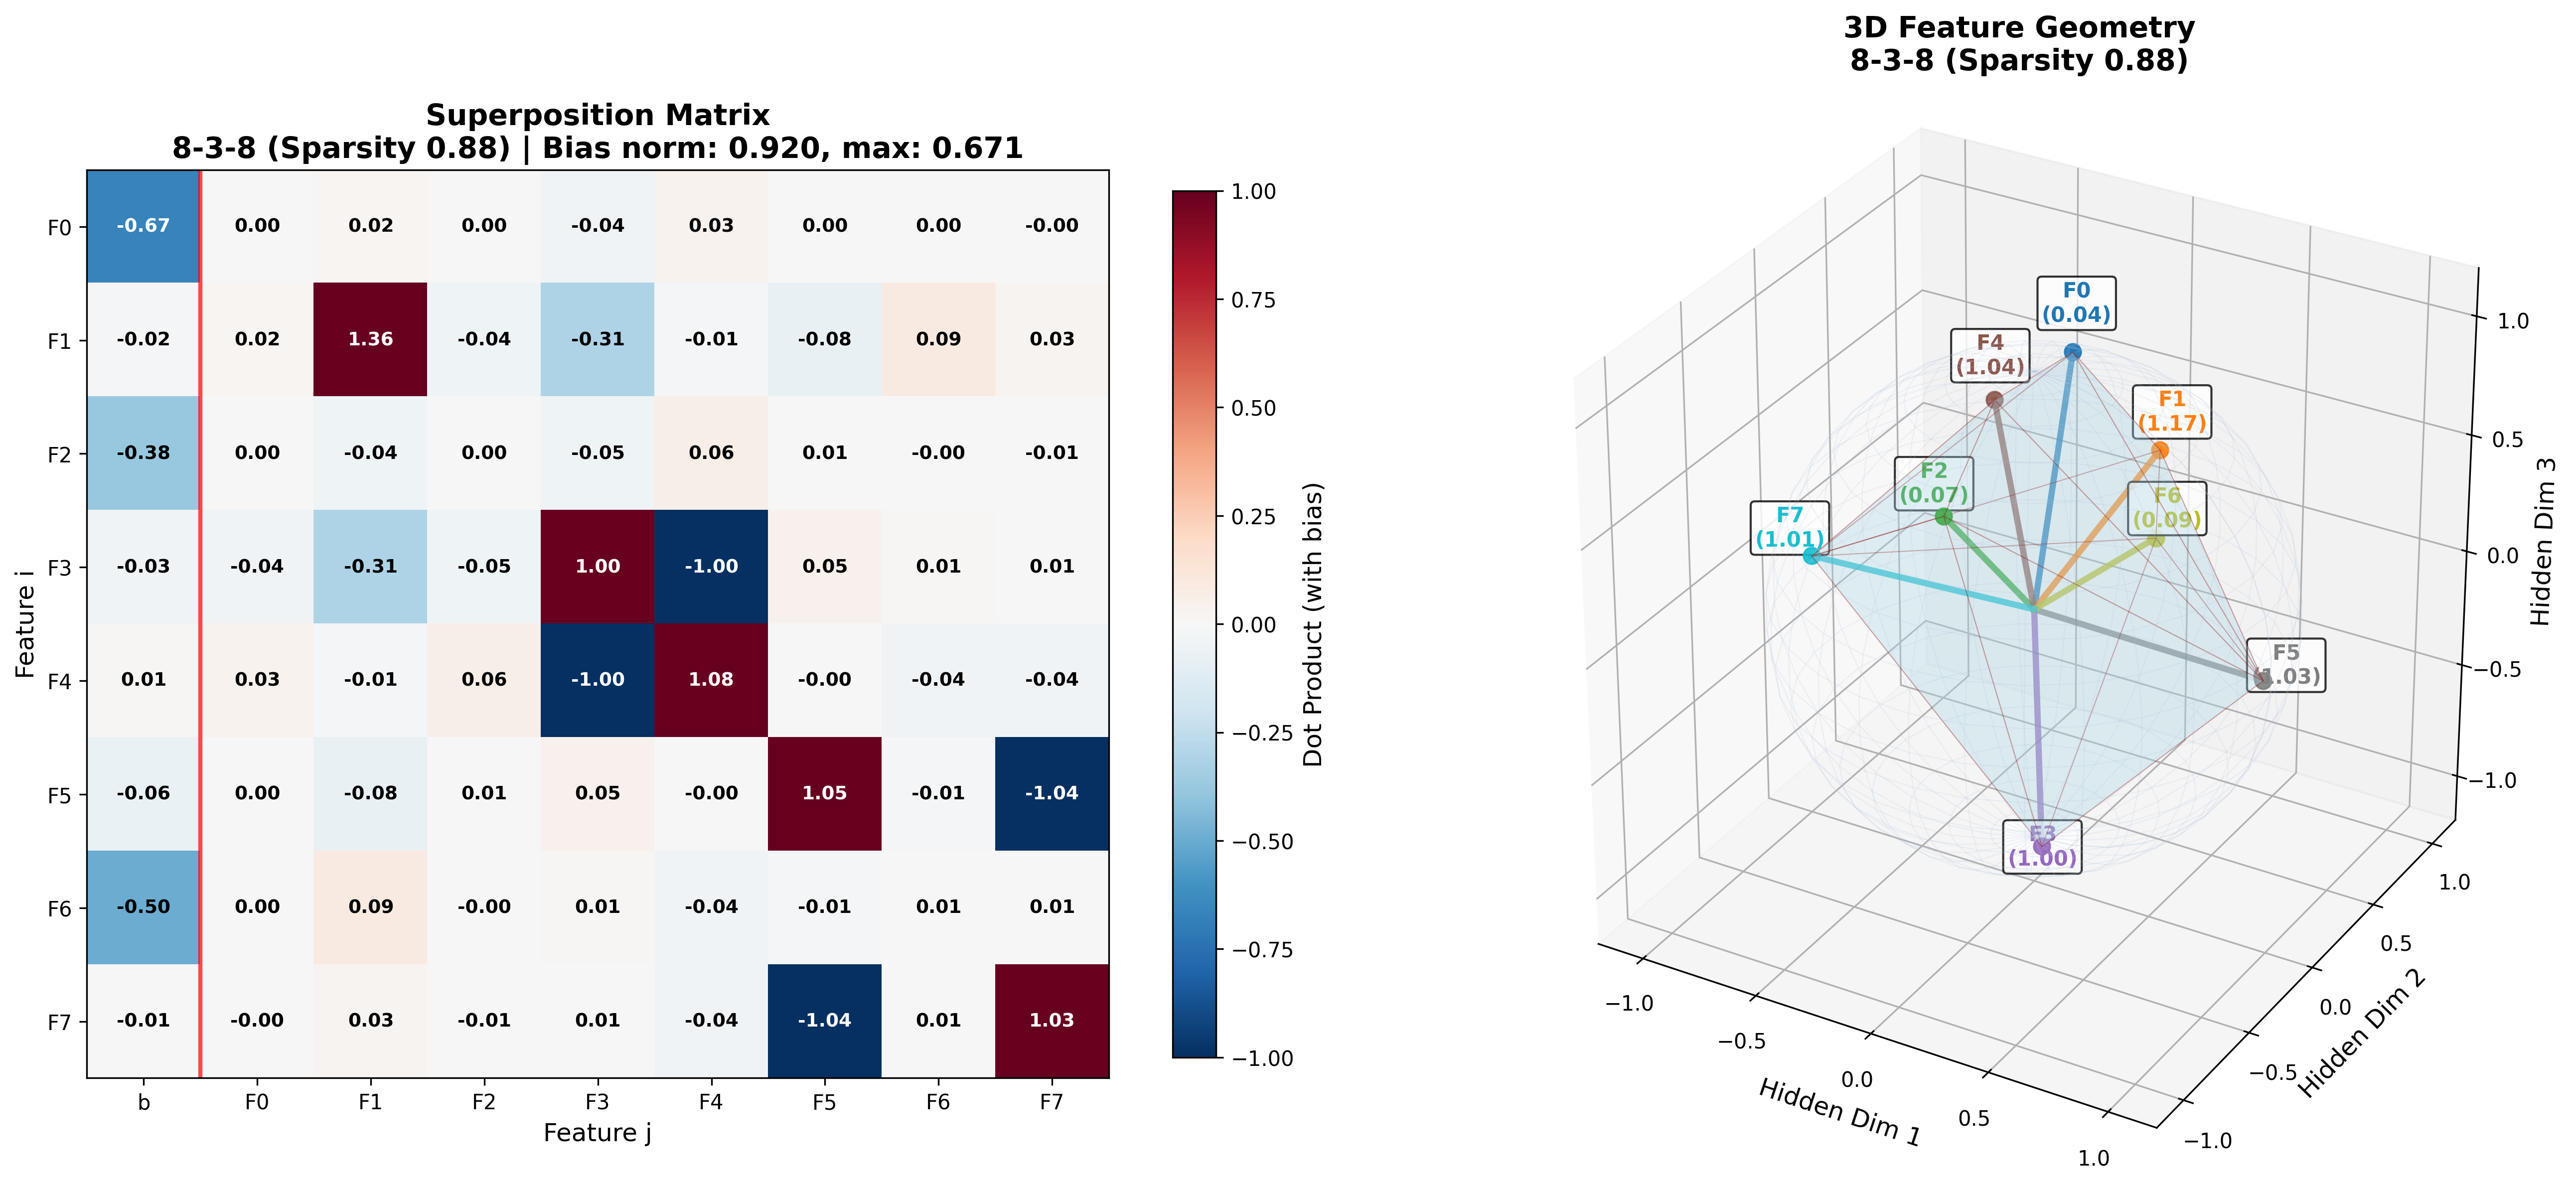 Superposition Matrix
8-3-8 (Sparsity 0.88) | Bias norm: 0.920, max: 0.671
F0 -0.67 0.00 0.02 0.00 -0.04 0.03 0.00 0.00 -0.00
F1 -0.02 0.02 1.36 -0.04 -0.31 -0.01 -0.08 0.09 0.03
F2 -0.38 0.00 -0.04 0.00 -0.05 0.06 0.01 -0.00 -0.01
F3 -0.03 -0.04 -0.31 -0.05 1.00 -1.00 0.05 0.01 0.01
F4 0.01 0.03 -0.01 0.06 -1.00 1.08 -0.00 -0.04 -0.04
F5 -0.06 0.00 -0.08 0.01 0.05 -0.00 1.05 -0.01 -1.04
F6 -0.50 0.00 0.09 -0.00 0.01 -0.04 -0.01 0.01 0.01
F7 -0.01 -0.00 0.03 -0.01 0.01 -0.04 -1.04 0.01 1.03
b F0 F1 F2 F3 F4 F5 F6 F7
Feature j
Feature i
1.00
0.75
0.50
0.25
0.00
−0.25
−0.50
−0.75
−1.00
Dot Product (with bias)
3D Feature Geometry
8-3-8 (Sparsity 0.88)
F0
(0.04)
F4
(1.04)
F1
(1.17)
F2
(0.07)
F6
(0.09)
F7
(1.01)
F5
(1.03)
F3
(1.00)
1.0
0.5
0.0
−0.5
−1.0
Hidden Dim 3
−1.0
−0.5
0.0
0.5
1.0
Hidden Dim 1
1.0
0.5
0.0
−0.5
−1.0
Hidden Dim 2